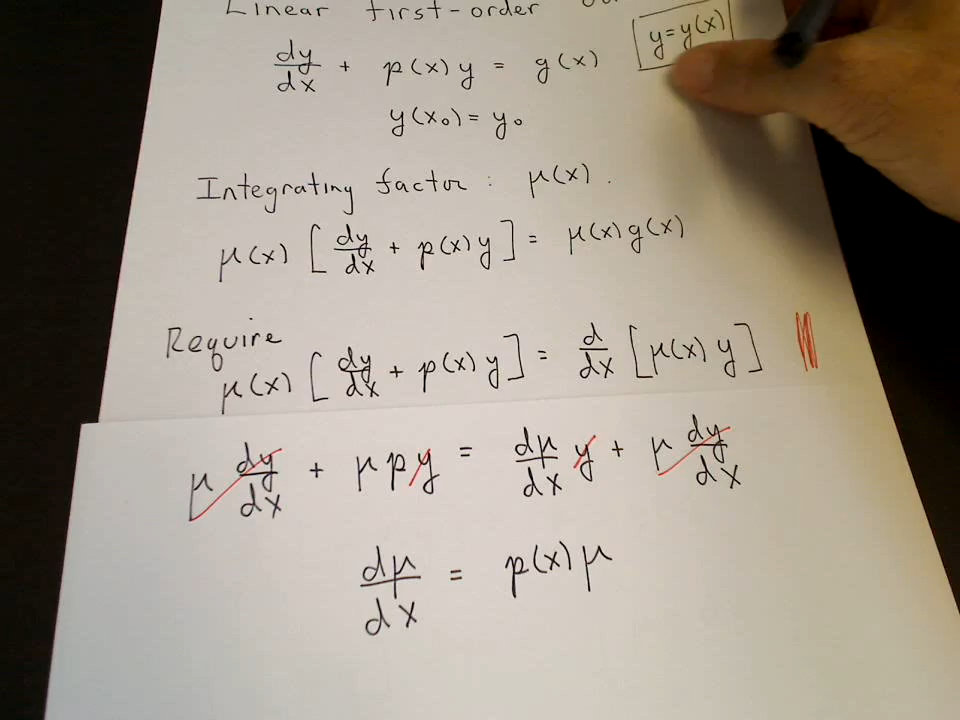 Linear first-order
dy/dx + p(x) y = g(x) y=y(x)
y(x₀) = y₀
Integrating factor : μ(x) .
μ(x) [ dy/dx + p(x) y ] = μ(x) g(x)
Require
μ(x) [ dy/dx + p(x) y ] = d/dx [ μ(x) y ]
μ dy/dx + μ p y = dμ/dx y + μ dy/dx
dμ/dx = p(x) μ